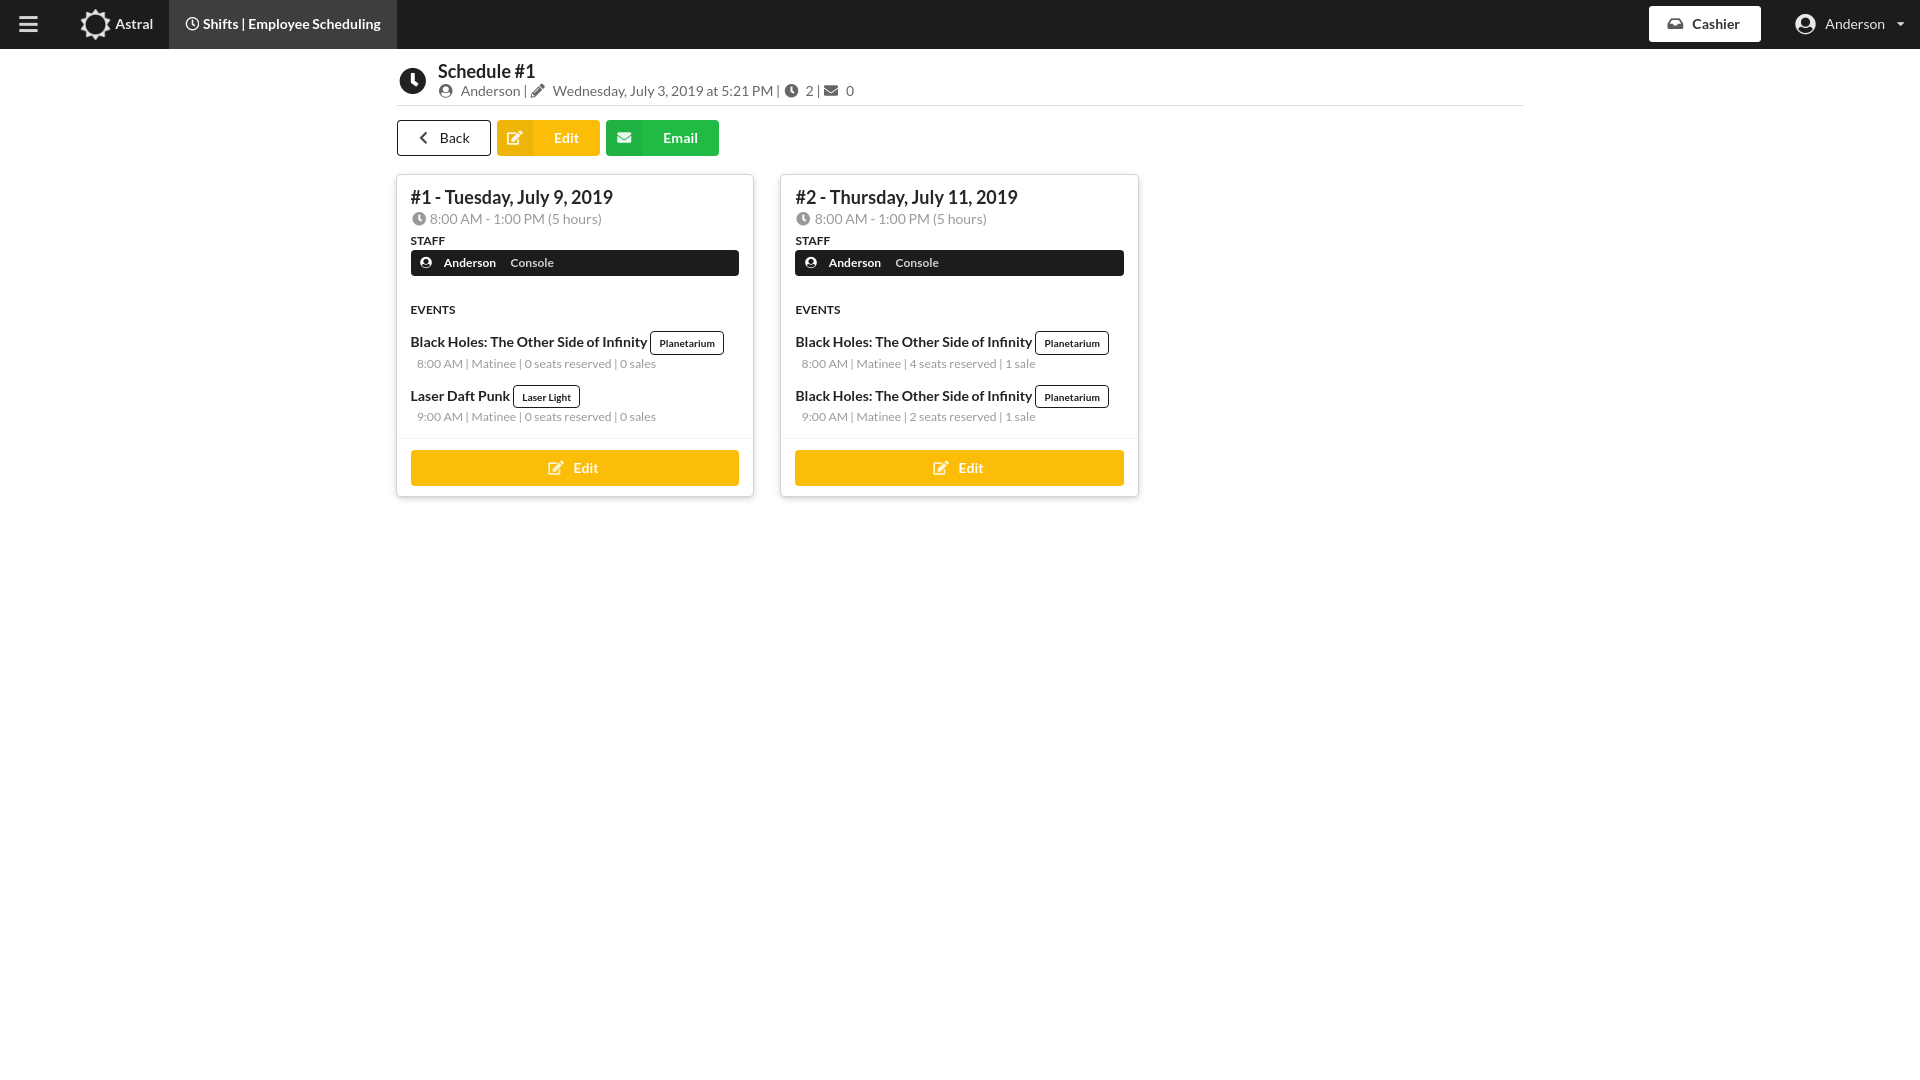 Astral
Shifts | Employee Scheduling
Cashier
Anderson
Schedule #1
Anderson | Wednesday, July 3, 2019 at 5:21 PM | 2 | 0
Back
Edit
Email
#1 - Tuesday, July 9, 2019
8:00 AM - 1:00 PM (5 hours)
STAFF
Anderson Console
EVENTS
Black Holes: The Other Side of Infinity Planetarium
8:00 AM | Matinee | 0 seats reserved | 0 sales
Laser Daft Punk Laser Light
9:00 AM | Matinee | 0 seats reserved | 0 sales
Edit
#2 - Thursday, July 11, 2019
8:00 AM - 1:00 PM (5 hours)
STAFF
Anderson Console
EVENTS
Black Holes: The Other Side of Infinity Planetarium
8:00 AM | Matinee | 4 seats reserved | 1 sale
Black Holes: The Other Side of Infinity Planetarium
9:00 AM | Matinee | 2 seats reserved | 1 sale
Edit